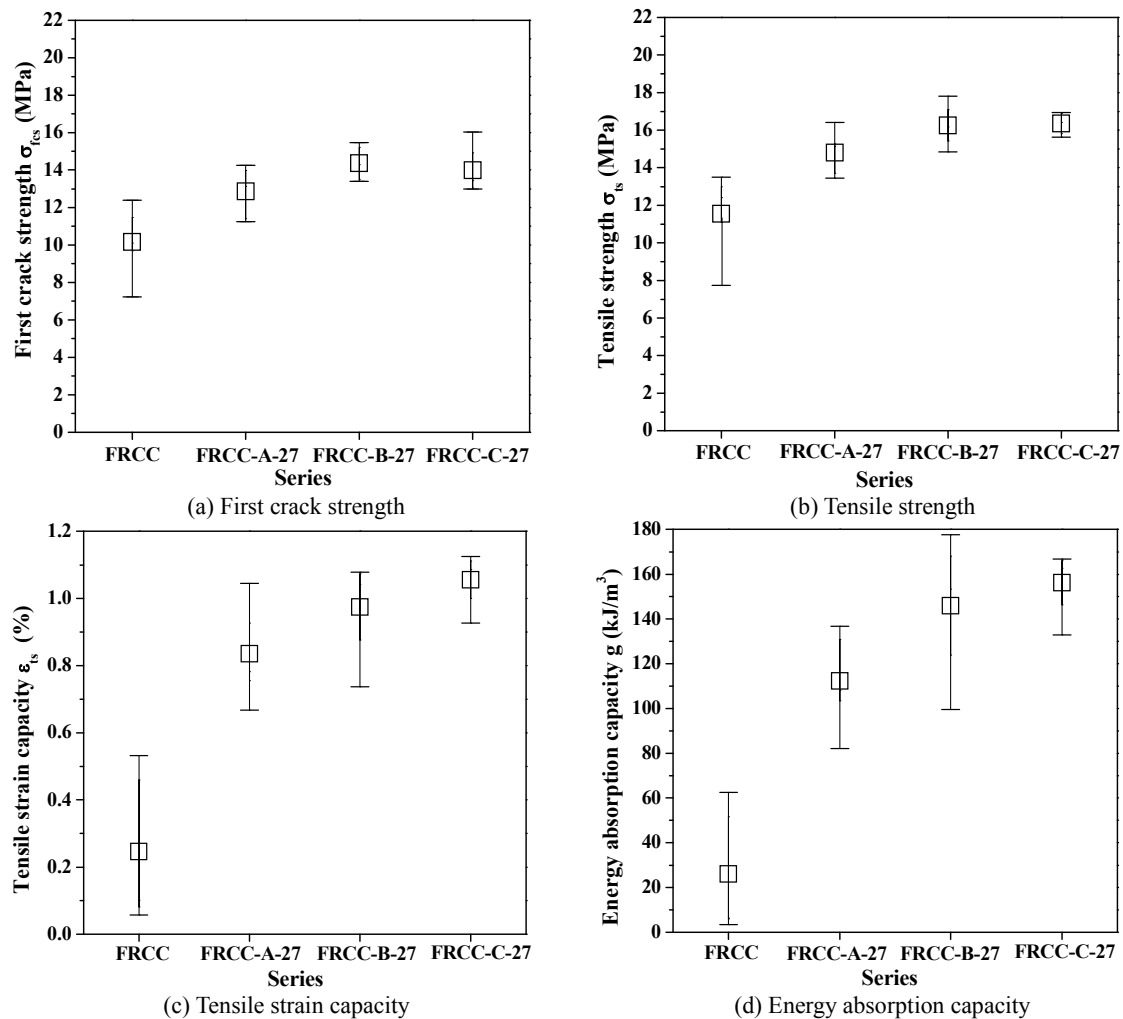 22
20
18
16
14
12
10
8
6
4
2
0
First crack strength σfcs (MPa)
FRCC FRCC-A-27 FRCC-B-27 FRCC-C-27
Series
(a) First crack strength
22
20
18
16
14
12
10
8
6
4
2
0
Tensile strength σts (MPa)
FRCC FRCC-A-27 FRCC-B-27 FRCC-C-27
Series
(b) Tensile strength
1.2
1.0
0.8
0.6
0.4
0.2
0.0
Tensile strain capacity εts (%)
FRCC FRCC-A-27 FRCC-B-27 FRCC-C-27
Series
(c) Tensile strain capacity
180
160
140
120
100
80
60
40
20
0
Energy absorption capacity g (kJ/m³)
FRCC FRCC-A-27 FRCC-B-27 FRCC-C-27
Series
(d) Energy absorption capacity